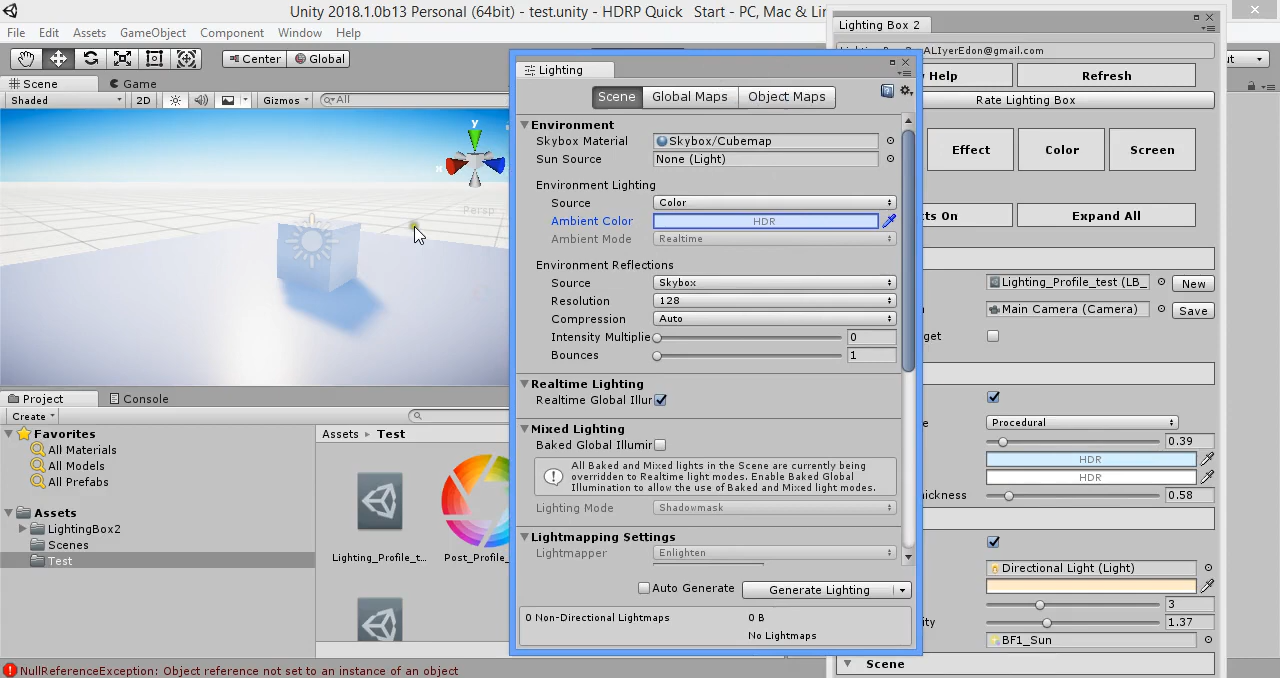 Unity 2018.1.0b13 Personal (64bit) - test.unity - HDRP Quick Start - PC, Mac & Lin
File Edit Assets GameObject Component Window Help
Center Global
Scene Game
Shaded 2D Gizmos All
y
x
Persp
Project Console
Create
Favorites
All Materials
All Models
All Prefabs
Assets
LightingBox2
Scenes
Test
Assets ▸ Test
Lighting_Profile_t...
Post_Profile_
NullReferenceException: Object reference not set to an instance of an object
Lighting
Scene Global Maps Object Maps
Environment
Skybox Material Skybox/Cubemap
Sun Source None (Light)
Environment Lighting
Source Color
Ambient Color HDR
Ambient Mode Realtime
Environment Reflections
Source Skybox
Resolution 128
Compression Auto
Intensity Multiplie 0
Bounces 1
Realtime Lighting
Realtime Global Illur
Mixed Lighting
Baked Global Illumir
All Baked and Mixed lights in the Scene are currently being
overridden to Realtime light modes. Enable Baked Global
Illumination to allow the use of Baked and Mixed light modes.
Lighting Mode Shadowmask
Lightmapping Settings
Lightmapper Enlighten
Auto Generate Generate Lighting
0 Non-Directional Lightmaps 0 B
No Lightmaps
Lighting Box 2
ALIyerEdon@gmail.com
Help Refresh
Rate Lighting Box
Effect Color Screen
ts On Expand All
Lighting_Profile_test (LB_ New
Main Camera (Camera) Save
get
Procedural
0.39
HDR
HDR
hickness 0.58
Directional Light (Light)
3
ity 1.37
BF1_Sun
Scene